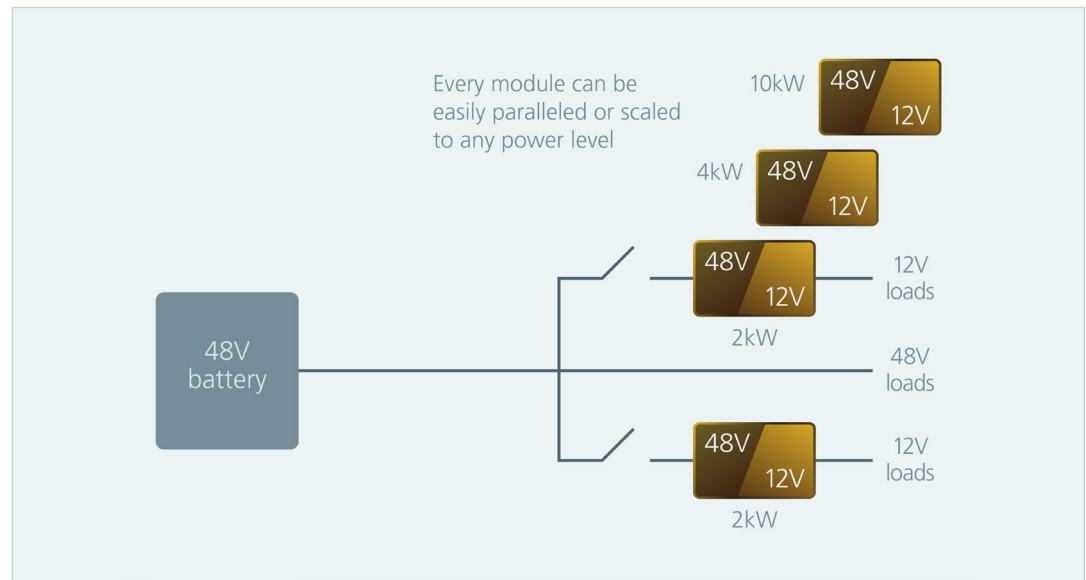 Every module can be
easily paralleled or scaled
to any power level
10kW
48V
12V
4kW
48V
12V
48V
12V
2kW
12V
loads
48V
battery
48V
loads
48V
12V
2kW
12V
loads